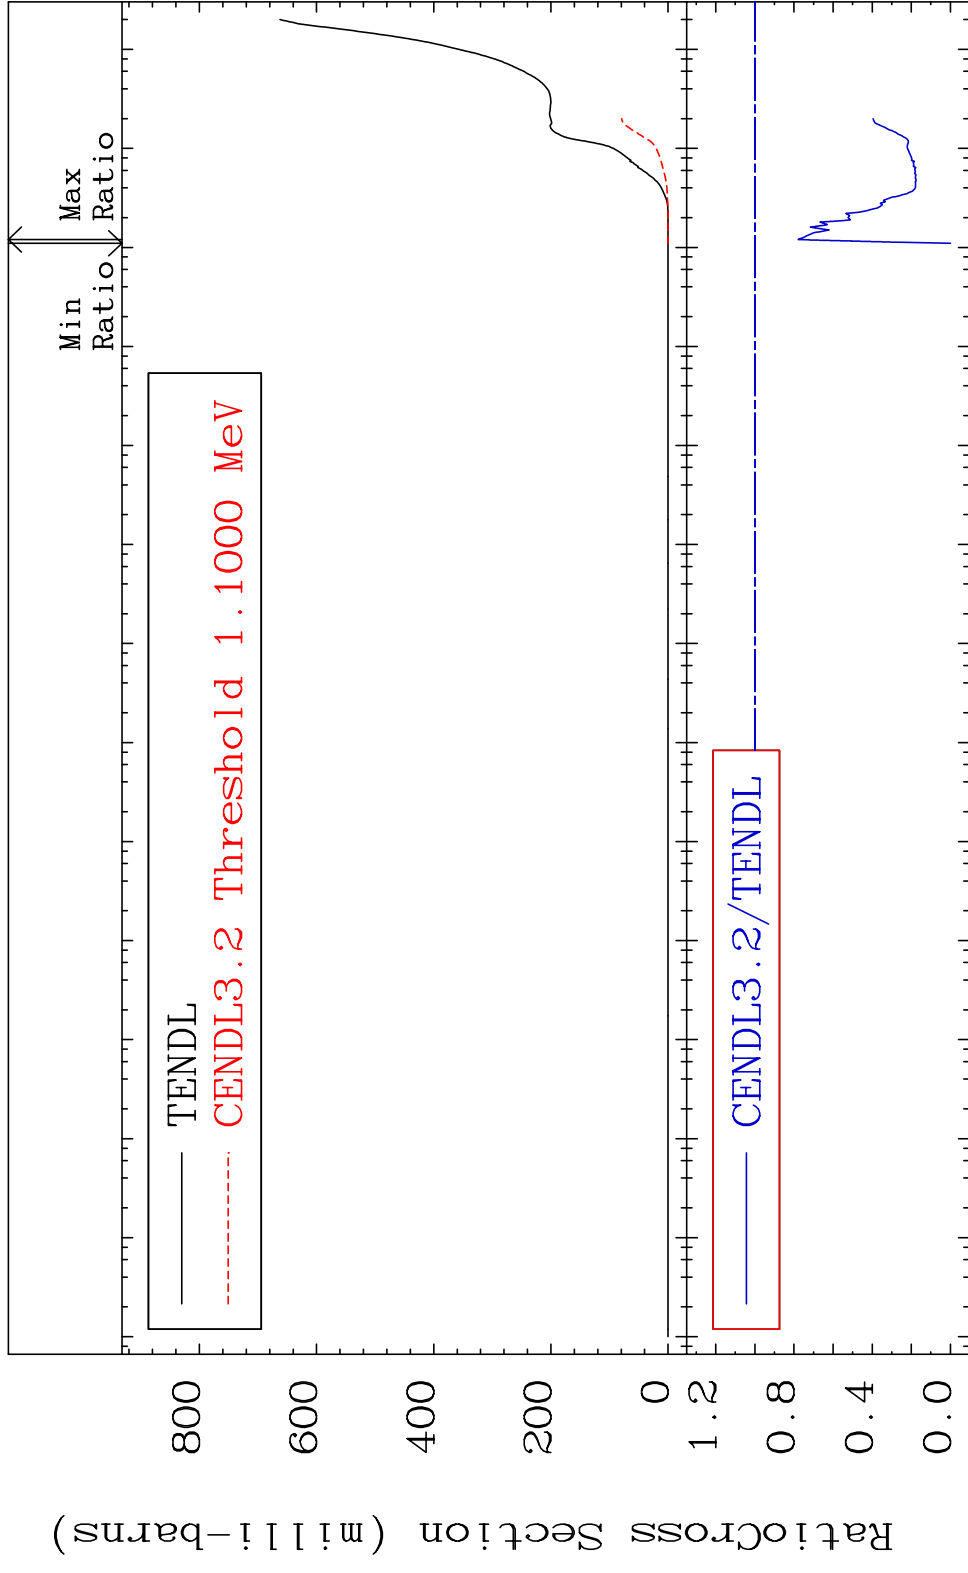 Min
Ratio
Max
Ratio
TENDL
CENDL3.2 Threshold 1.1000 MeV
800
600
400
200
0
CENDL3.2/TENDL
1.2
0.8
0.4
0.0
Cross Section (milli-barns)
Ratio